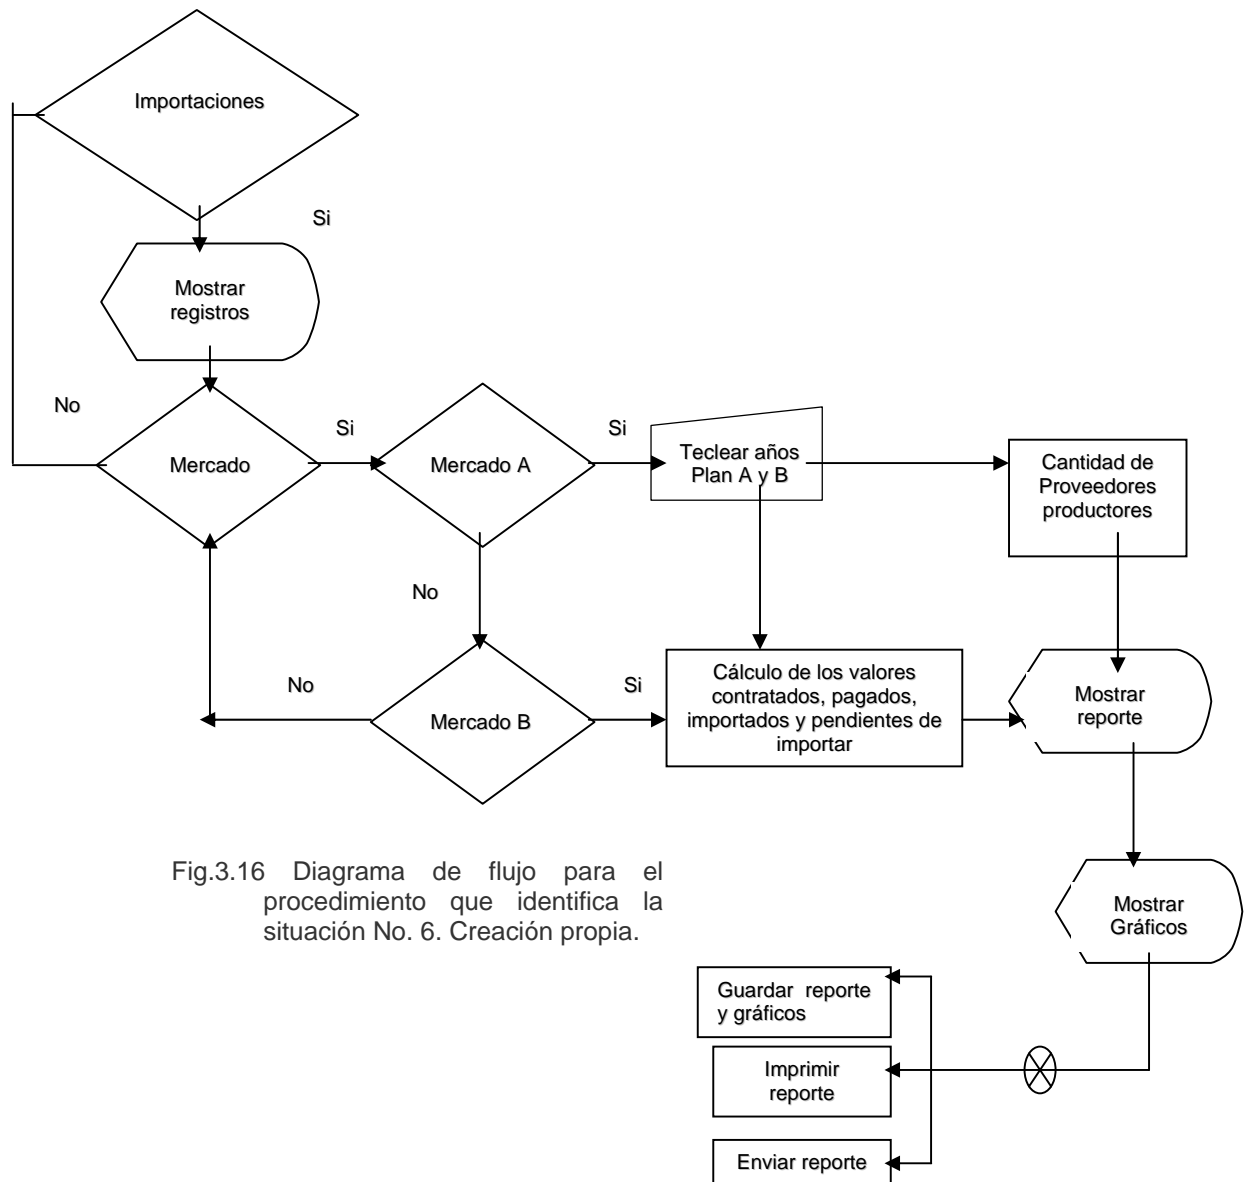 Importaciones
Si
Mostrar
registros
No
Mercado
Si
Mercado A
Si
Teclear años
Plan A y B
Cantidad de
Proveedores
productores
No
No
Mercado B
Si
Cálculo de los valores
contratados, pagados,
importados y pendientes de
importar
Mostrar
reporte
Fig.3.16 Diagrama de flujo para el
procedimiento que identifica la
situación No. 6. Creación propia.
Mostrar
Gráficos
Guardar reporte
y gráficos
Imprimir
reporte
Enviar reporte